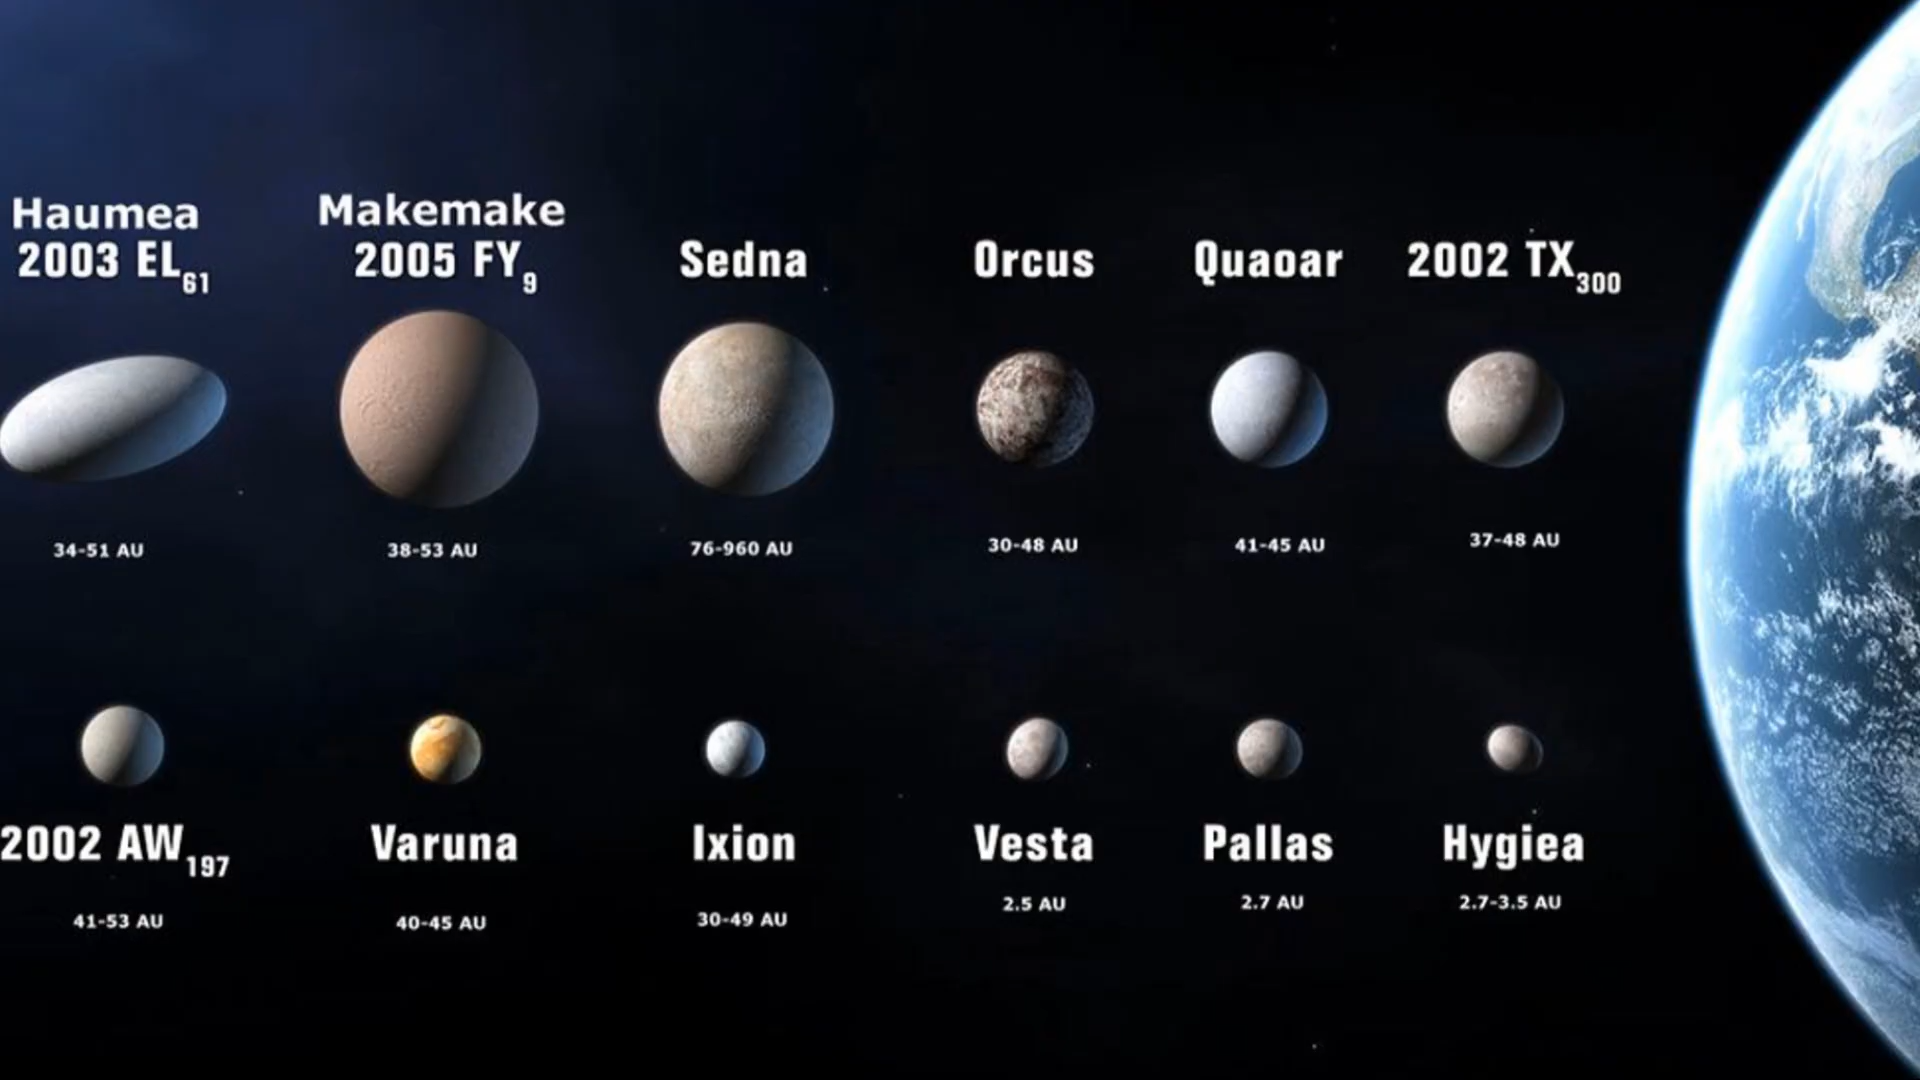 Haumea
2003 EL61
34-51 AU
Makemake
2005 FY9
38-53 AU
Sedna
76-960 AU
Orcus
30-48 AU
Quaoar
41-45 AU
2002 TX300
37-48 AU
2002 AW197
41-53 AU
Varuna
40-45 AU
Ixion
30-49 AU
Vesta
2.5 AU
Pallas
2.7 AU
Hygiea
2.7-3.5 AU